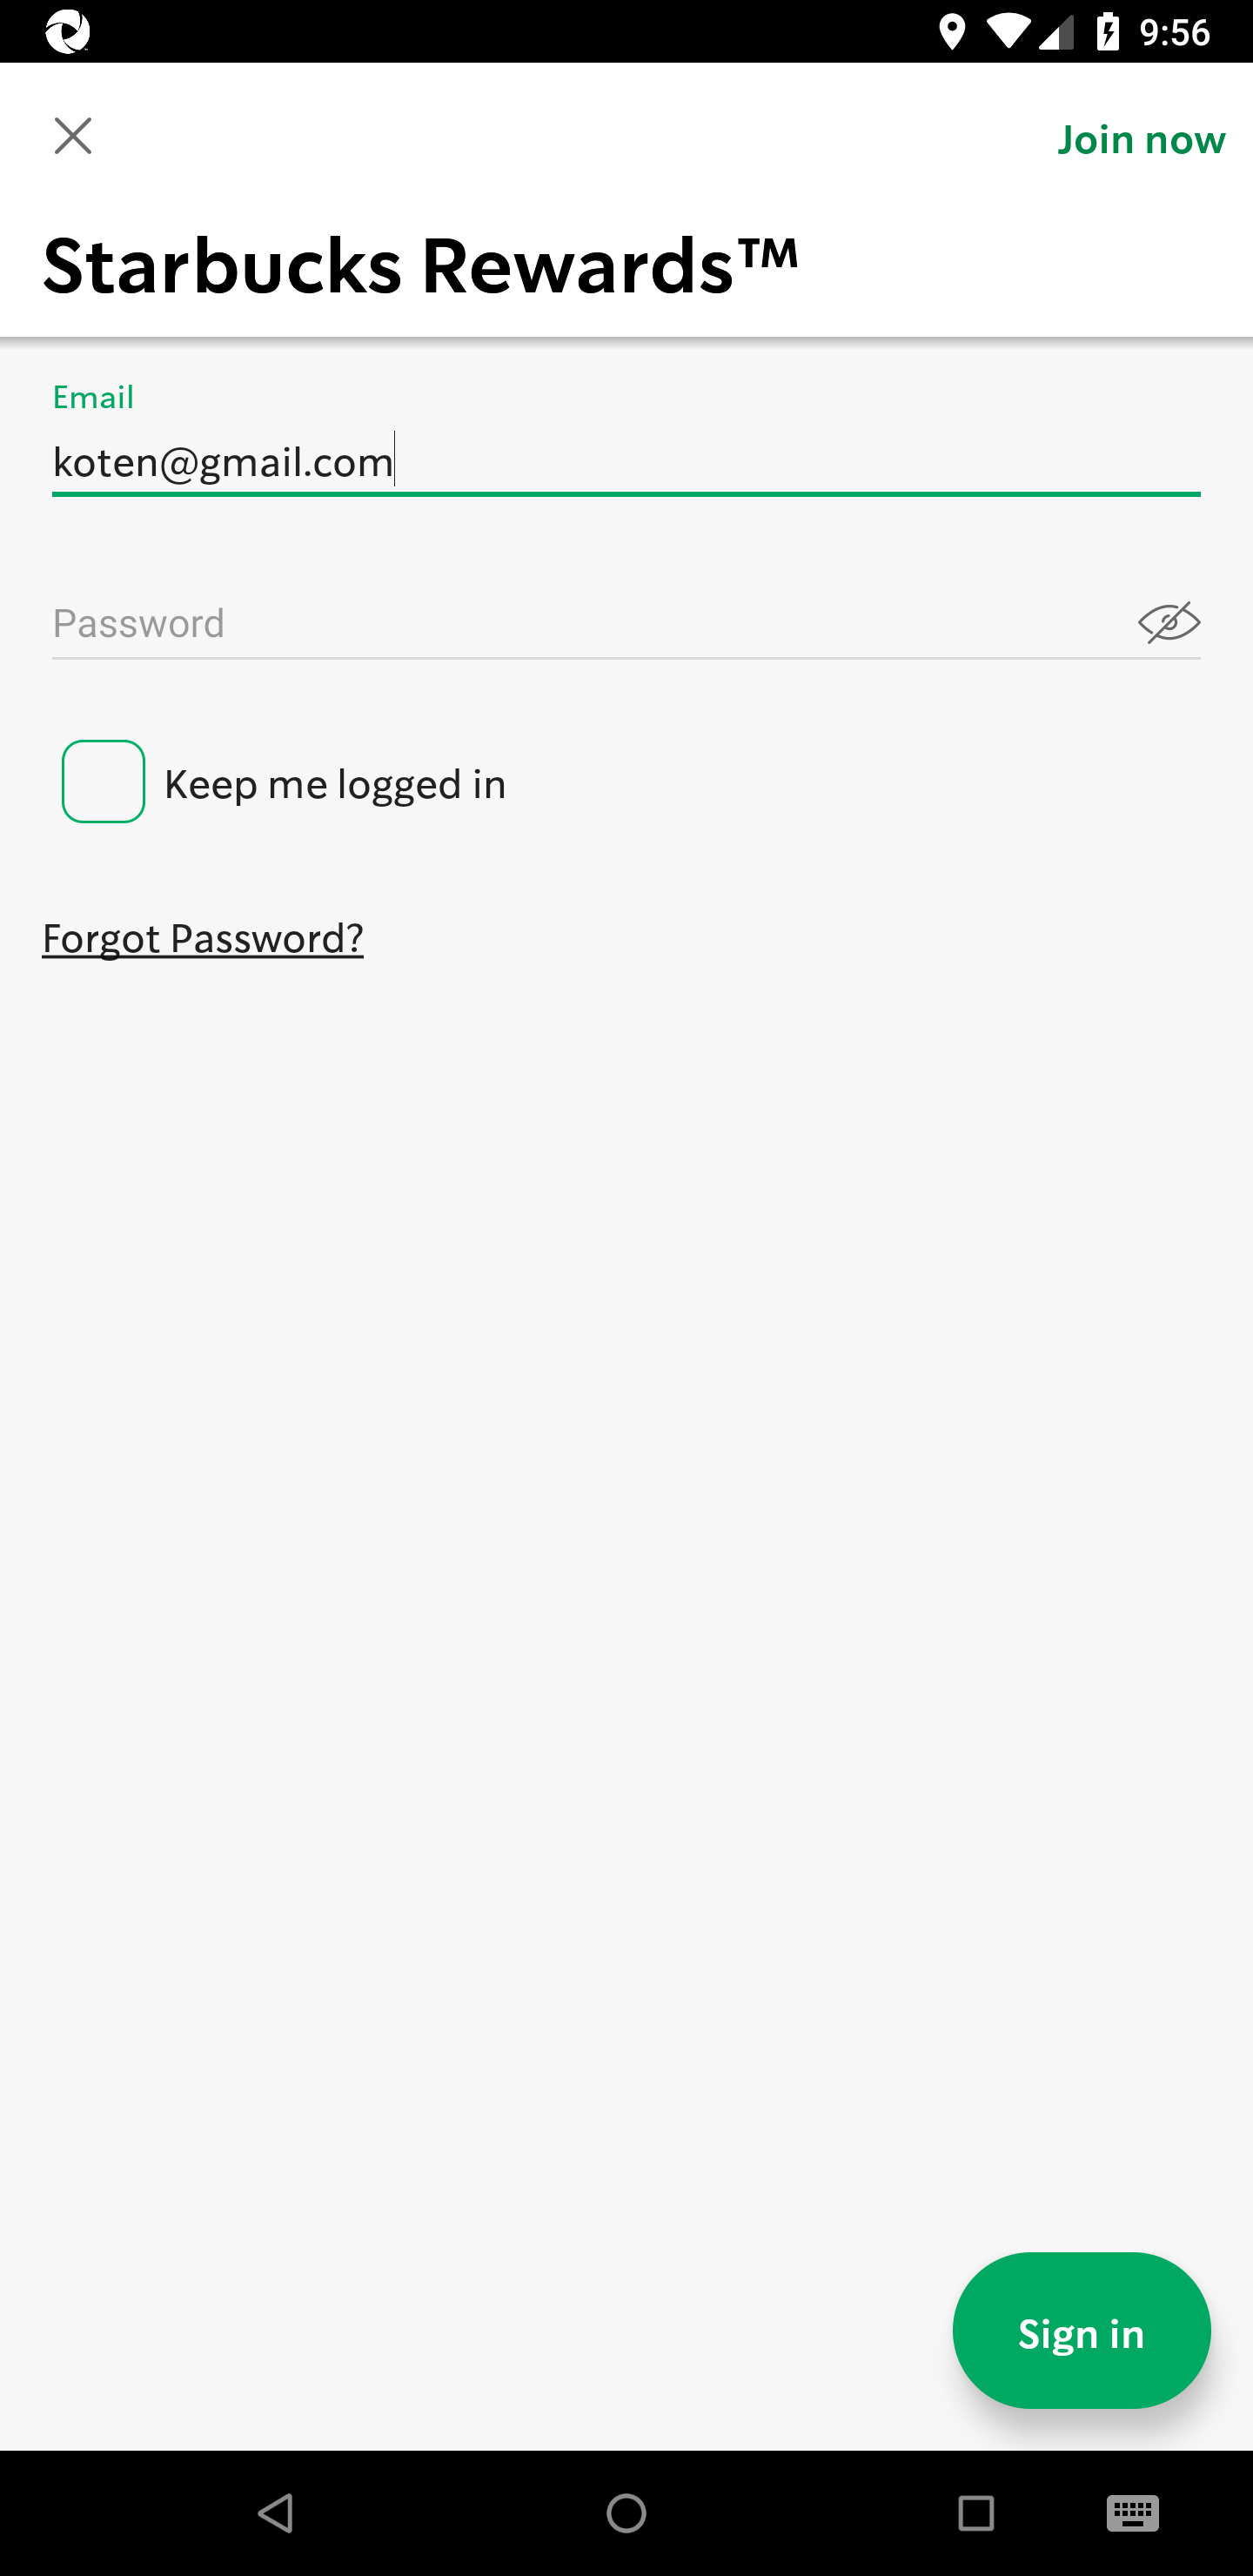 9:56
Join now
Starbucks Rewards™
Email
koten@gmail.com
Password
Keep me logged in
Forgot Password?
Sign in